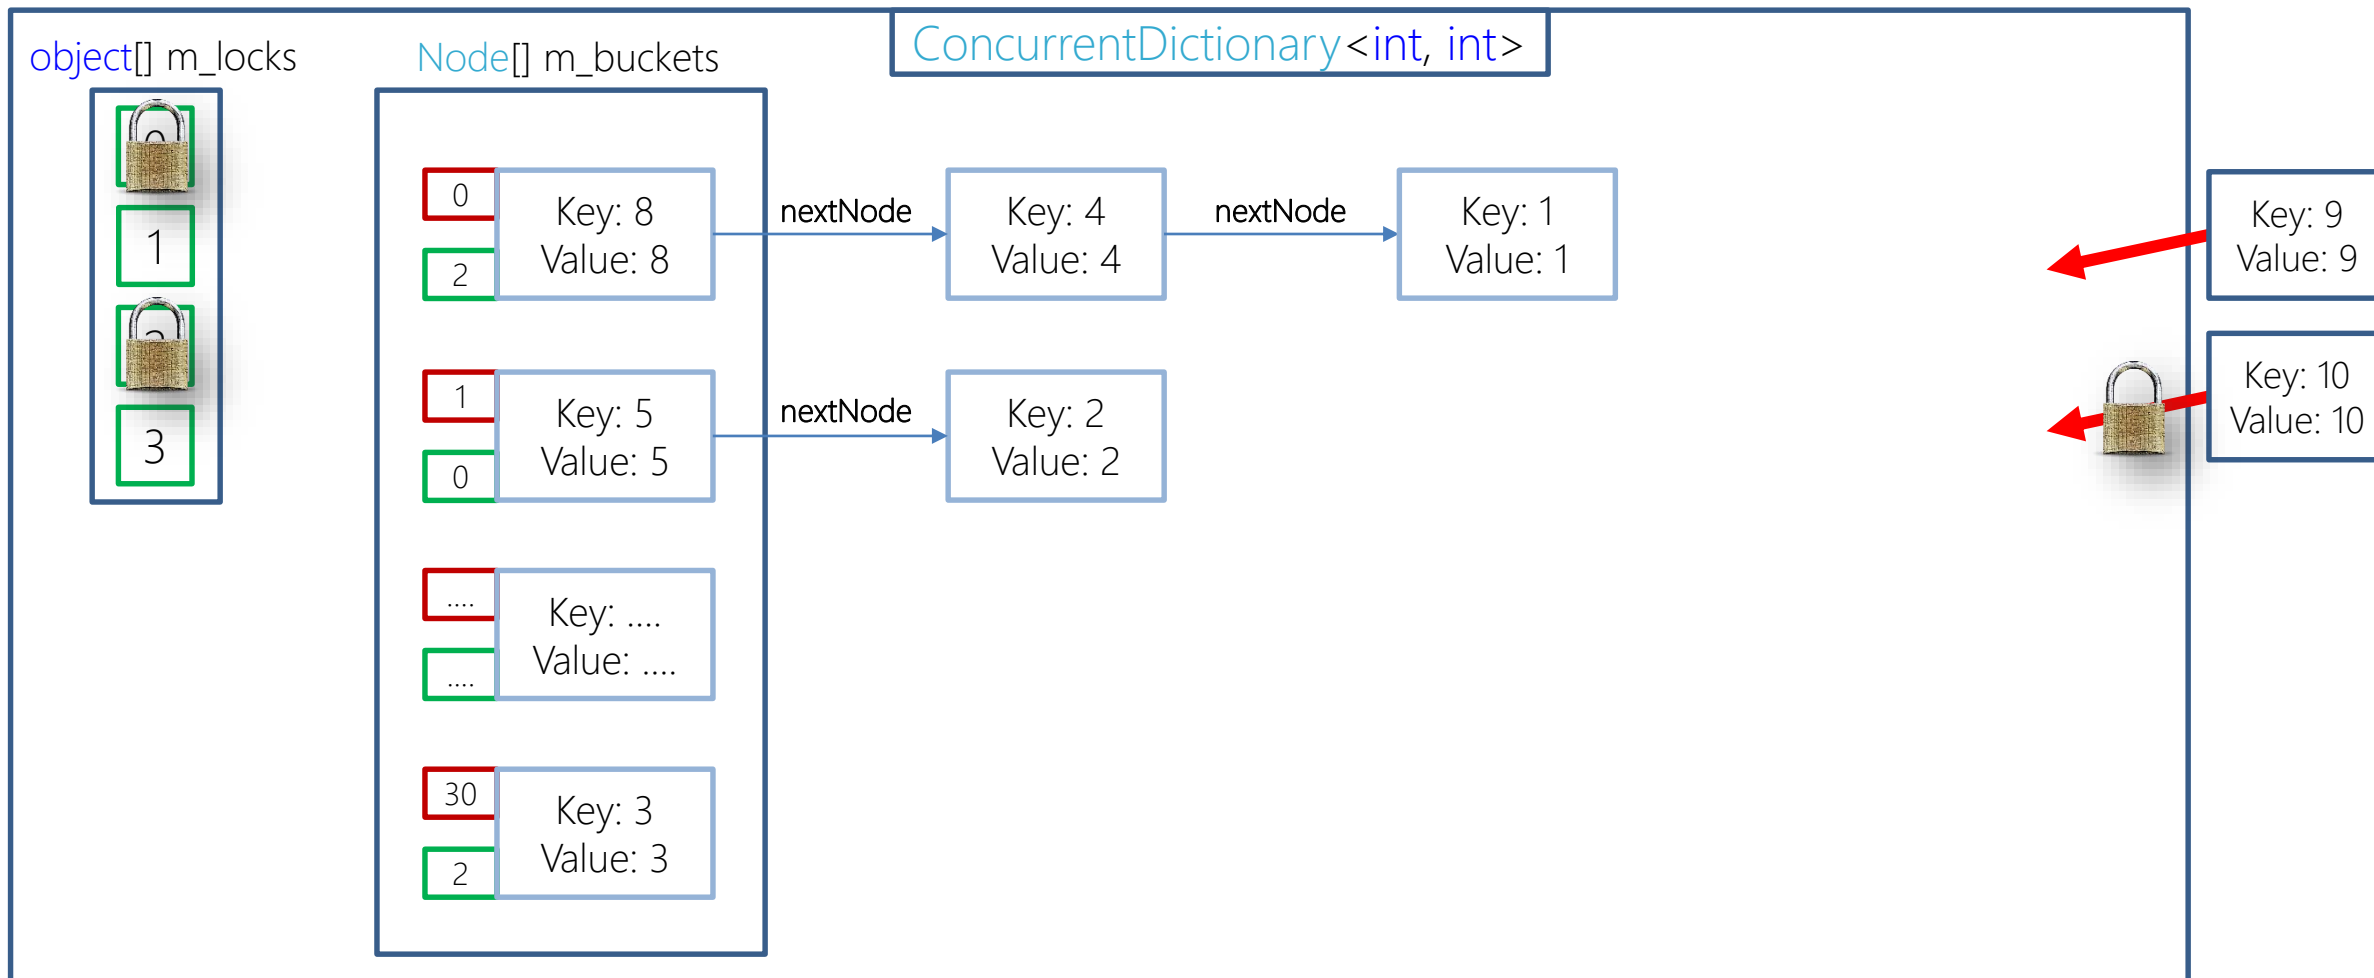 ConcurrentDictionary<int, int>
object[] m_locks
1
3
Node[] m_buckets
0
2
Key: 8
Value: 8
nextNode
Key: 4
Value: 4
nextNode
Key: 1
Value: 1
1
0
Key: 5
Value: 5
nextNode
Key: 2
Value: 2
....
....
Key: ....
Value: ....
30
2
Key: 3
Value: 3
Key: 9
Value: 9
Key: 10
Value: 10